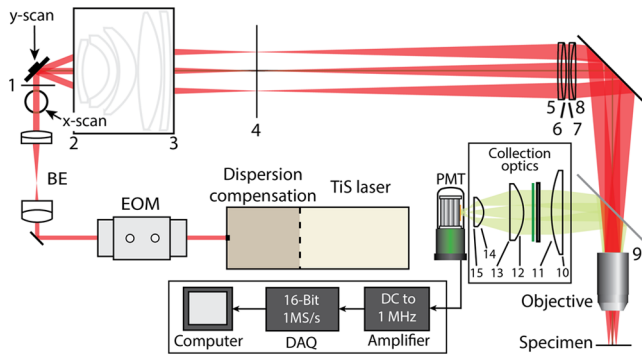 y-scan
1
x-scan
2
3
4
5
6
7
8
BE
EOM
Dispersion
compensation
TiS laser
PMT
Collection
optics
15
14
13
12
11
10
9
Objective
Specimen
Computer
16-Bit
1MS/s
DAQ
DC to
1 MHz
Amplifier